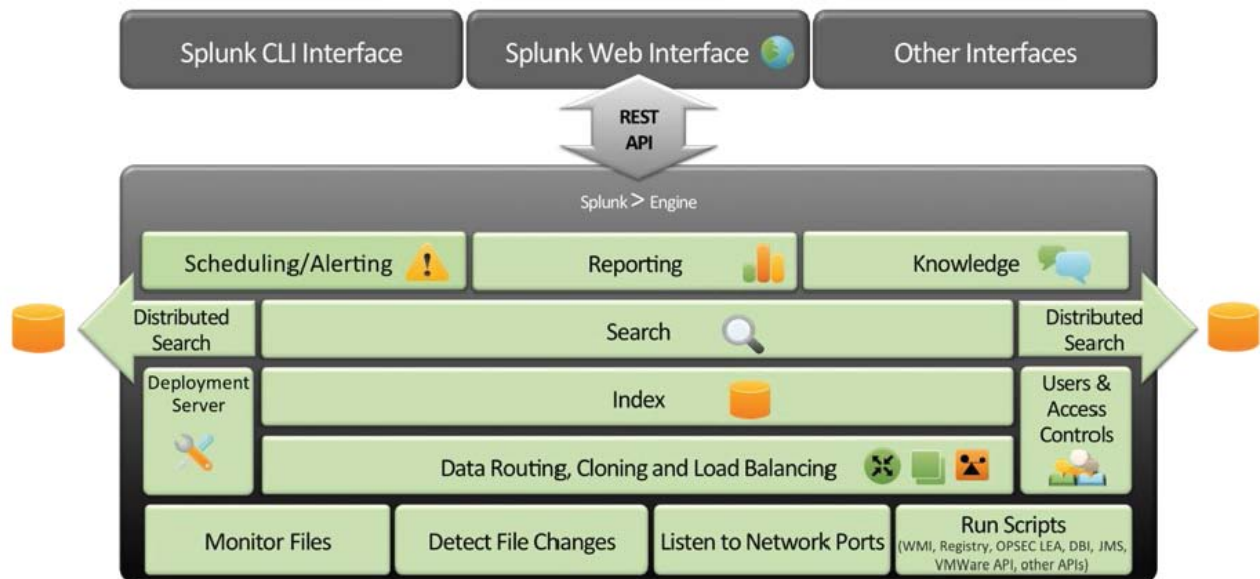 Splunk CLI Interface
Splunk Web Interface
Other Interfaces
REST
API
Splunk > Engine
Scheduling/Alerting
Reporting
Knowledge
Distributed
Search
Search
Distributed
Search
Deployment
Server
Index
Users &
Access
Controls
Data Routing, Cloning and Load Balancing
Monitor Files
Detect File Changes
Listen to Network Ports
Run Scripts
(WMI, Registry, OPSEC LEA, DBI, JMS,
VMWare API, other APIs)